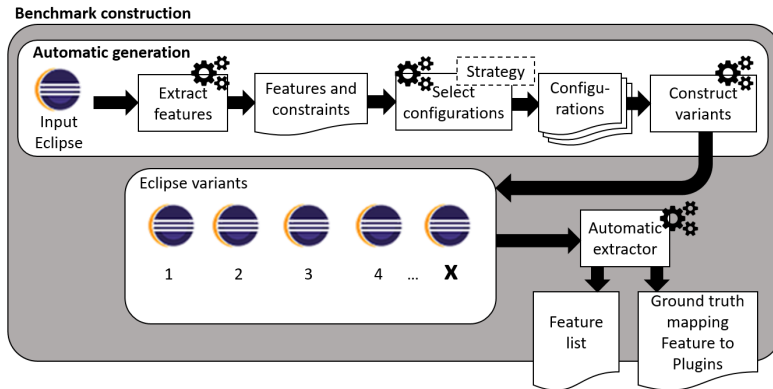 Benchmark construction
Automatic generation
Input
Eclipse
Extract
features
Features and
constraints
Strategy
Select
configurations
Configu-
rations
Construct
variants
Eclipse variants
1 2 3 4 ... X
Automatic
extractor
Feature
list
Ground truth
mapping
Feature to
Plugins